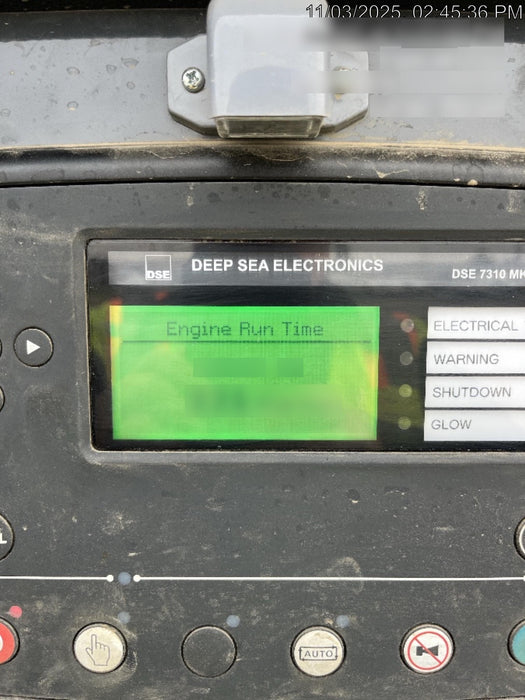 11/03/2025 02:45:36 PM
DSE
DEEP SEA ELECTRONICS
DSE 7310 MK
Engine Run Time
ELECTRICAL
WARNING
SHUTDOWN
GLOW
AUTO